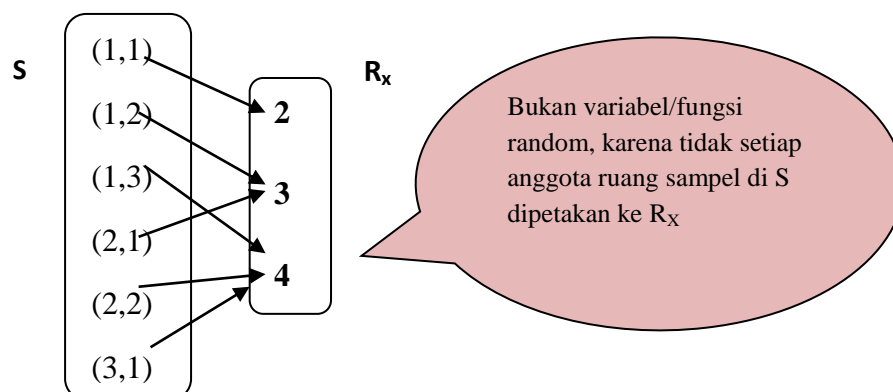 S
(1,1)
(1,2)
(1,3)
(2,1)
(2,2)
(3,1)
2
3
4
Rx
Bukan variabel/fungsi
random, karena tidak setiap
anggota ruang sampel di S
dipetakan ke RX